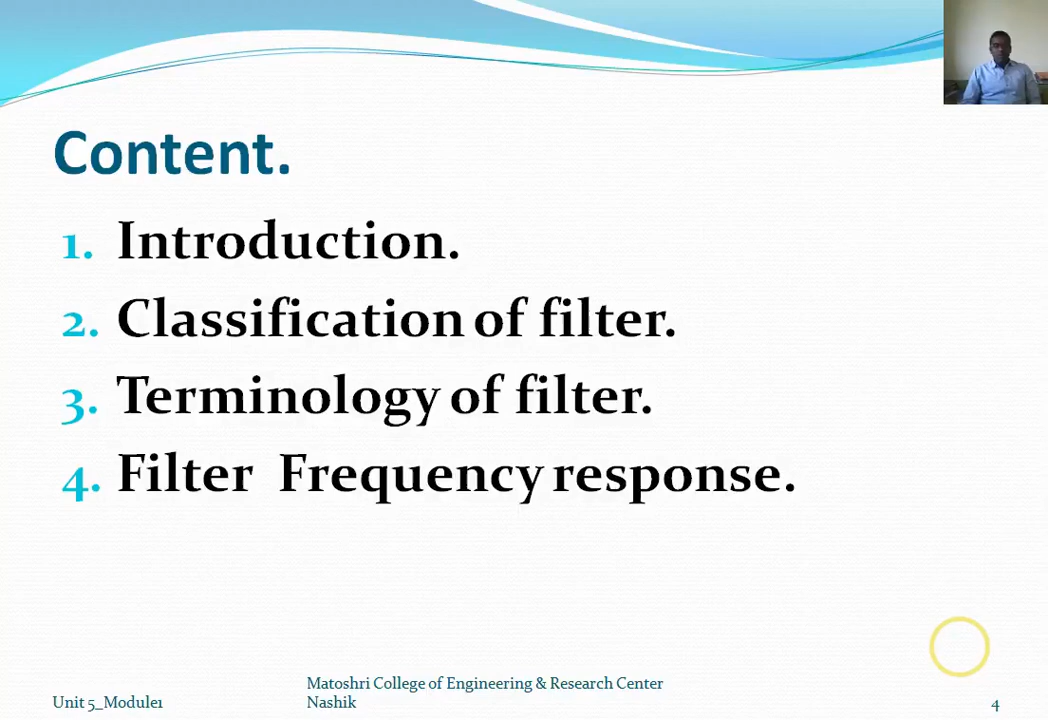 Content.
1. Introduction.
2. Classification of filter.
3. Terminology of filter.
4. Filter Frequency response.
Unit 5_Module1
Matoshri College of Engineering & Research Center
Nashik
4